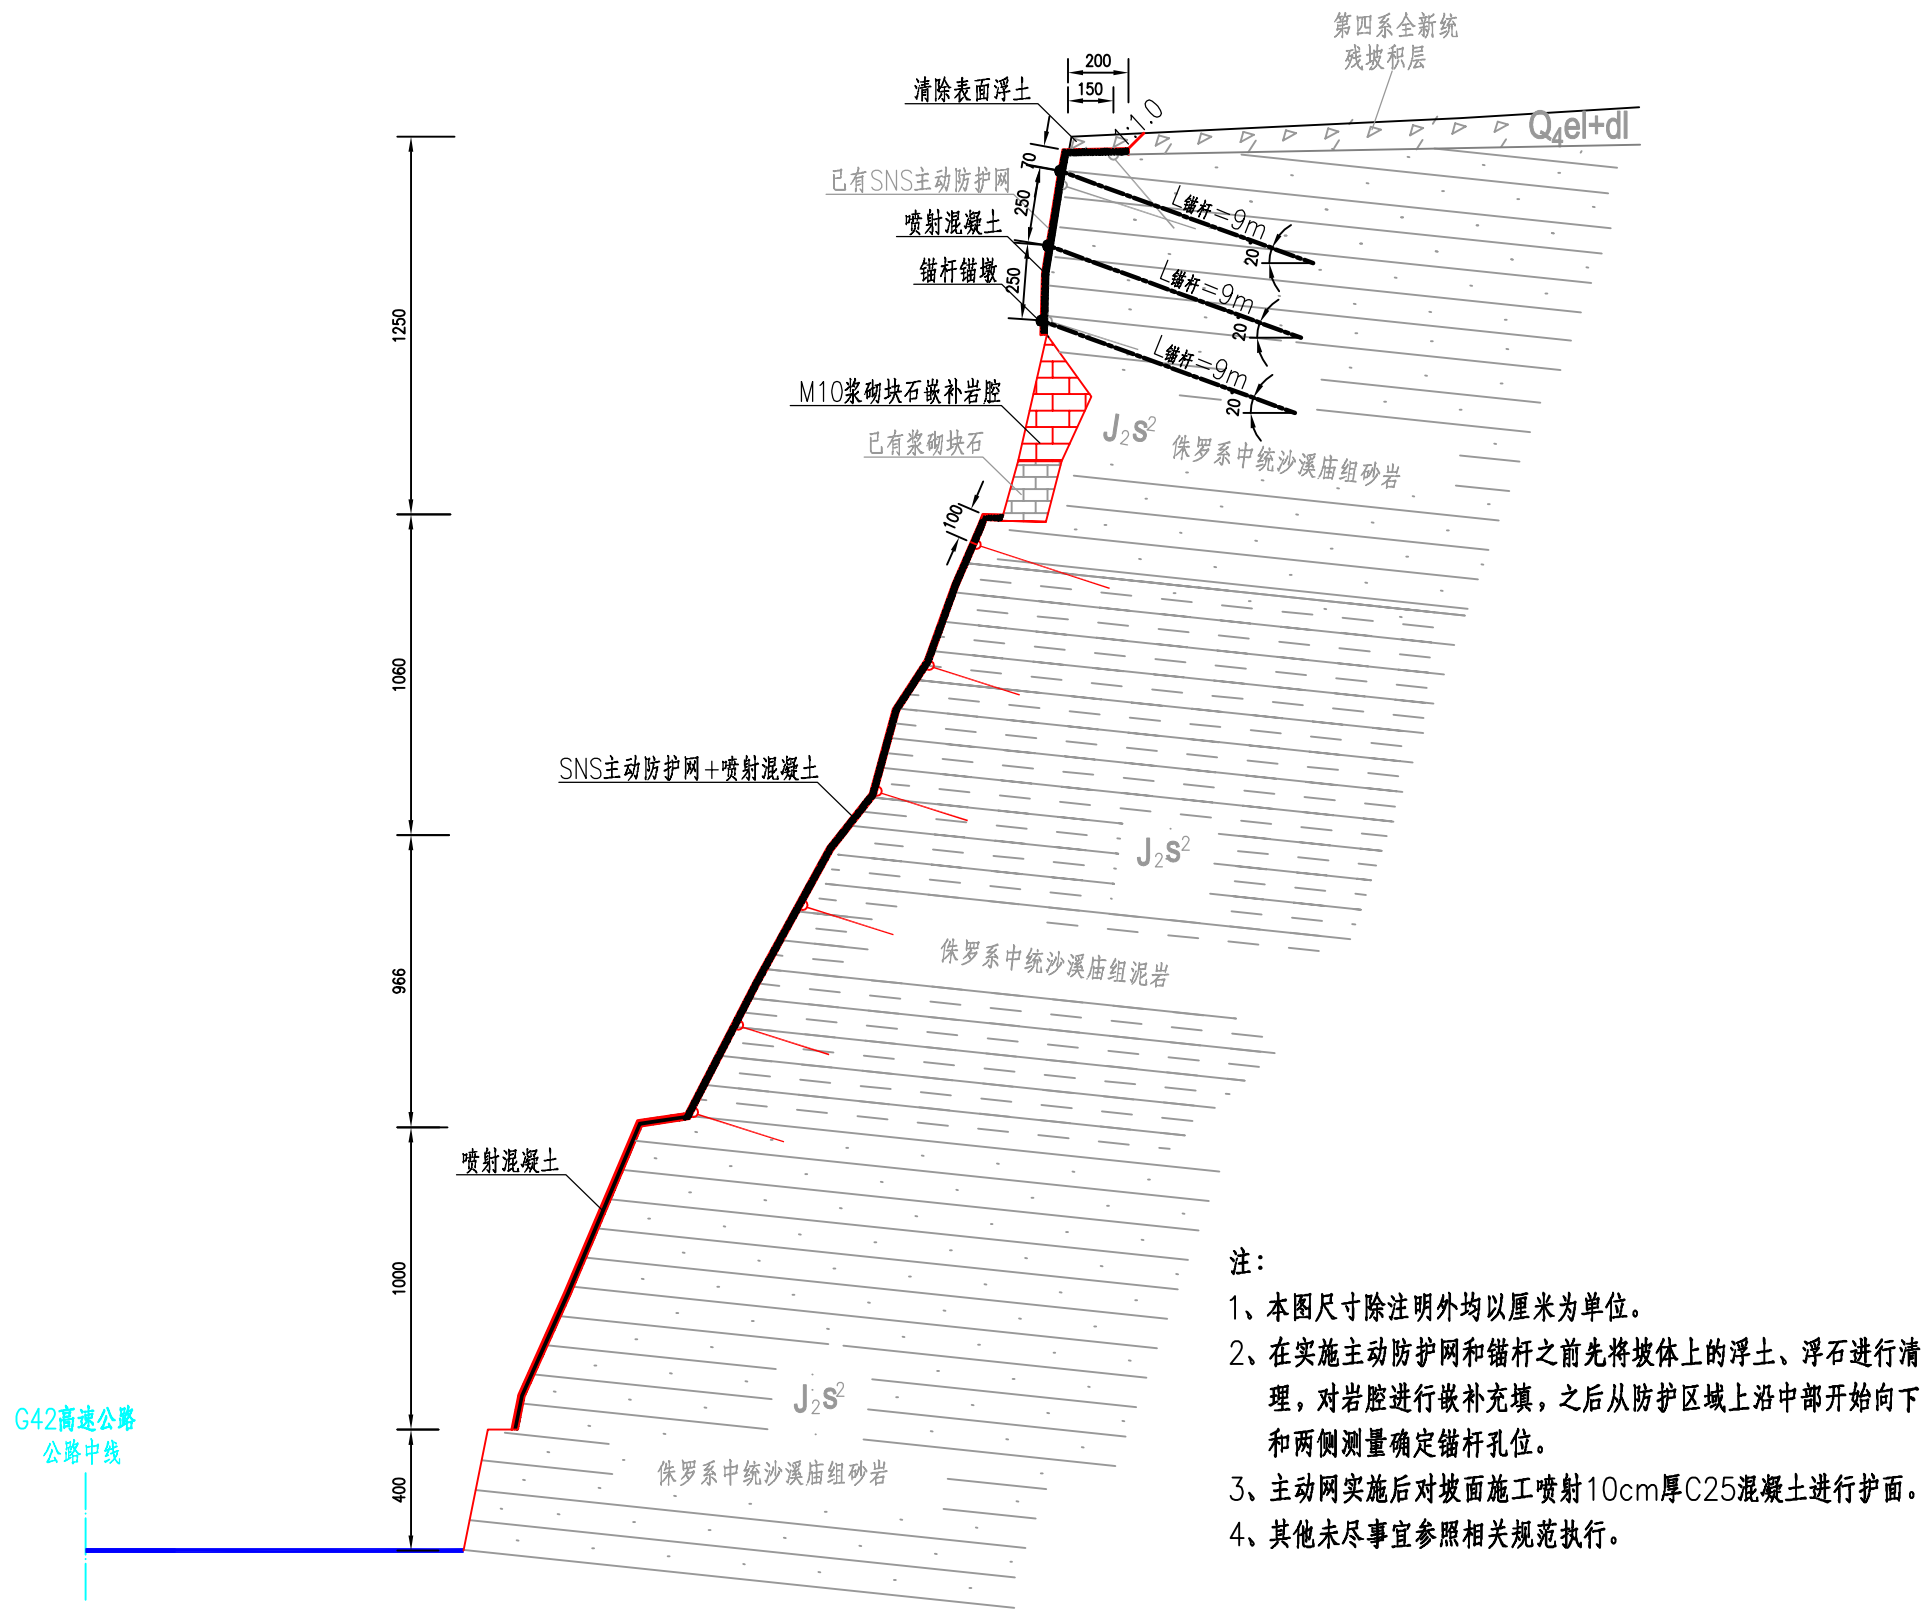 第四系全新统
残坡积层
200
清除表面浮土
150
1:1.0
Q₄el+dl
70
已有SNS主动防护网
250
L锚杆=9m
喷射混凝土
20
锚杆锚墩
250
L锚杆=9m
20
1250
L锚杆=9m
20
M10浆砌块石嵌补岩腔
J₂s²
已有浆砌块石
侏罗系中统沙溪庙组砂岩
100
1060
SNS主动防护网+喷射混凝土
J₂s²
侏罗系中统沙溪庙组泥岩
966
喷射混凝土
1000
J₂s²
侏罗系中统沙溪庙组砂岩
400
G42高速公路
公路中线
注:
1、本图尺寸除注明外均以厘米为单位。
2、在实施主动防护网和锚杆之前先将坡体上的浮土、浮石进行清
理，对岩腔进行嵌补充填，之后从防护区域上沿中部开始向下
和两侧测量确定锚杆孔位。
3、主动网实施后对坡面施工喷射10cm厚C25混凝土进行护面。
4、其他未尽事宜参照相关规范执行。